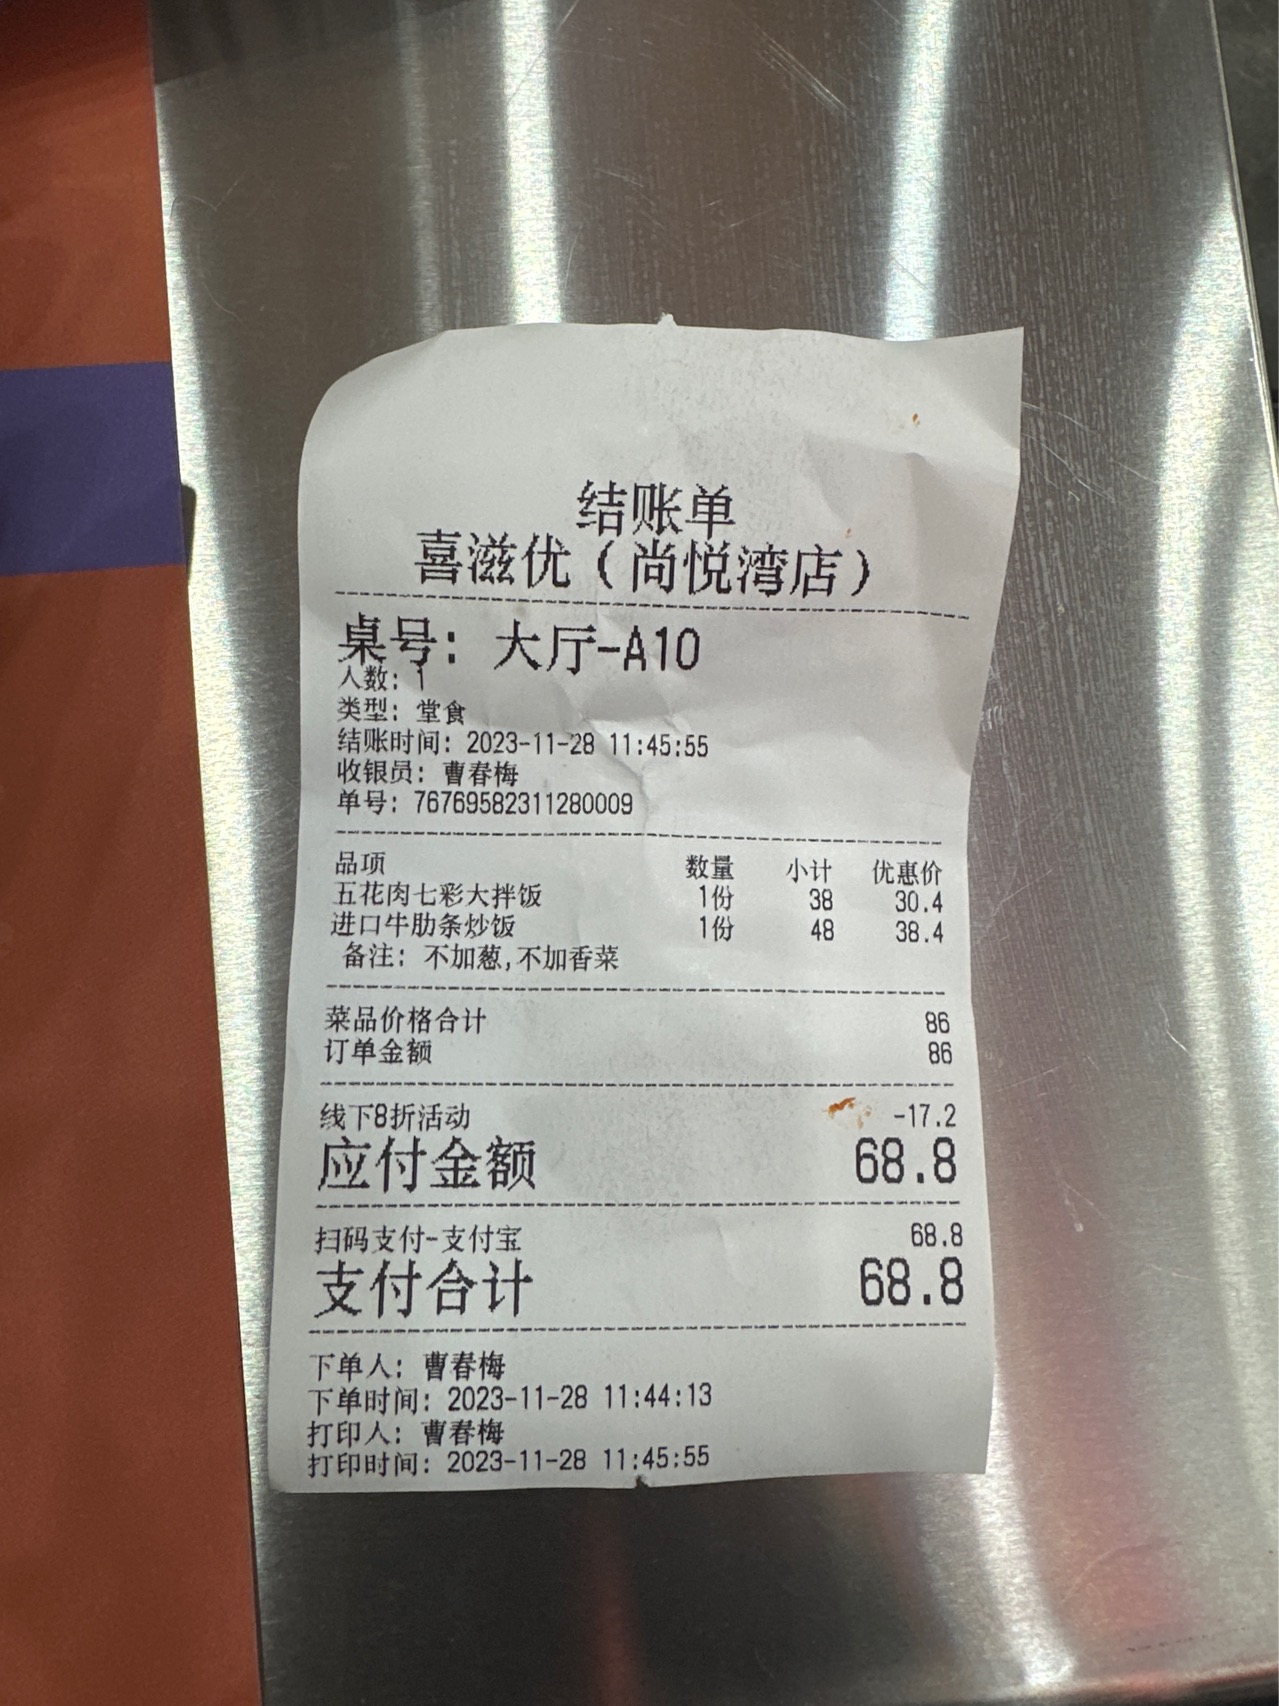 结账单
喜滋优（尚悦湾店）
桌号：大厅-A10
人数：1
类型：堂食
结账时间：2023-11-28 11:45:55
收银员：曹春梅
单号：76769582311280009
品项 数量 小计 优惠价
五花肉七彩大拌饭 1份 38 30.4
进口牛肋条炒饭 1份 48 38.4
备注：不加葱,不加香菜
菜品价格合计 86
订单金额 86
线下8折活动 -17.2
应付金额 68.8
扫码支付-支付宝 68.8
支付合计 68.8
下单人：曹春梅
下单时间：2023-11-28 11:44:13
打印人：曹春梅
打印时间：2023-11-28 11:45:55